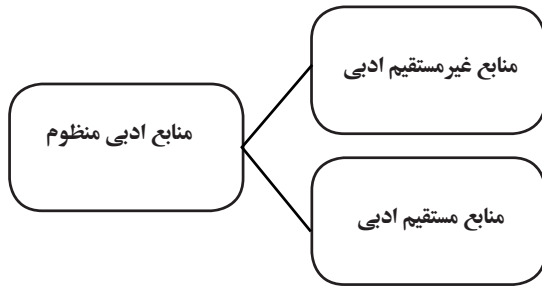 منابع غیرمستقیم ادبی
منابع ادبی منظوم
منابع مستقیم ادبی